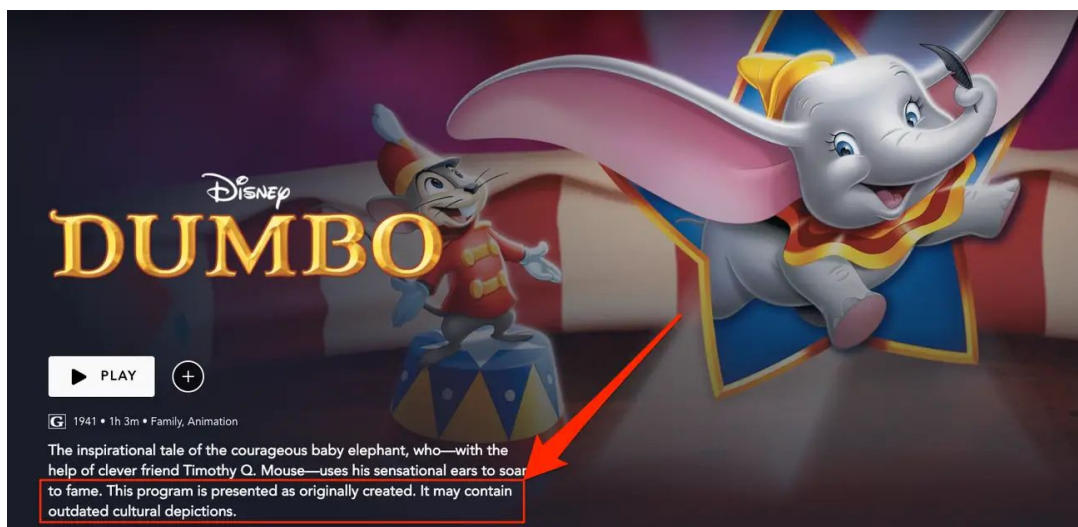 Disney
DUMBO
PLAY
G 1941 • 1h 3m • Family, Animation
The inspirational tale of the courageous baby elephant, who—with the
help of clever friend Timothy Q. Mouse—uses his sensational ears to soar
to fame. This program is presented as originally created. It may contain
outdated cultural depictions.